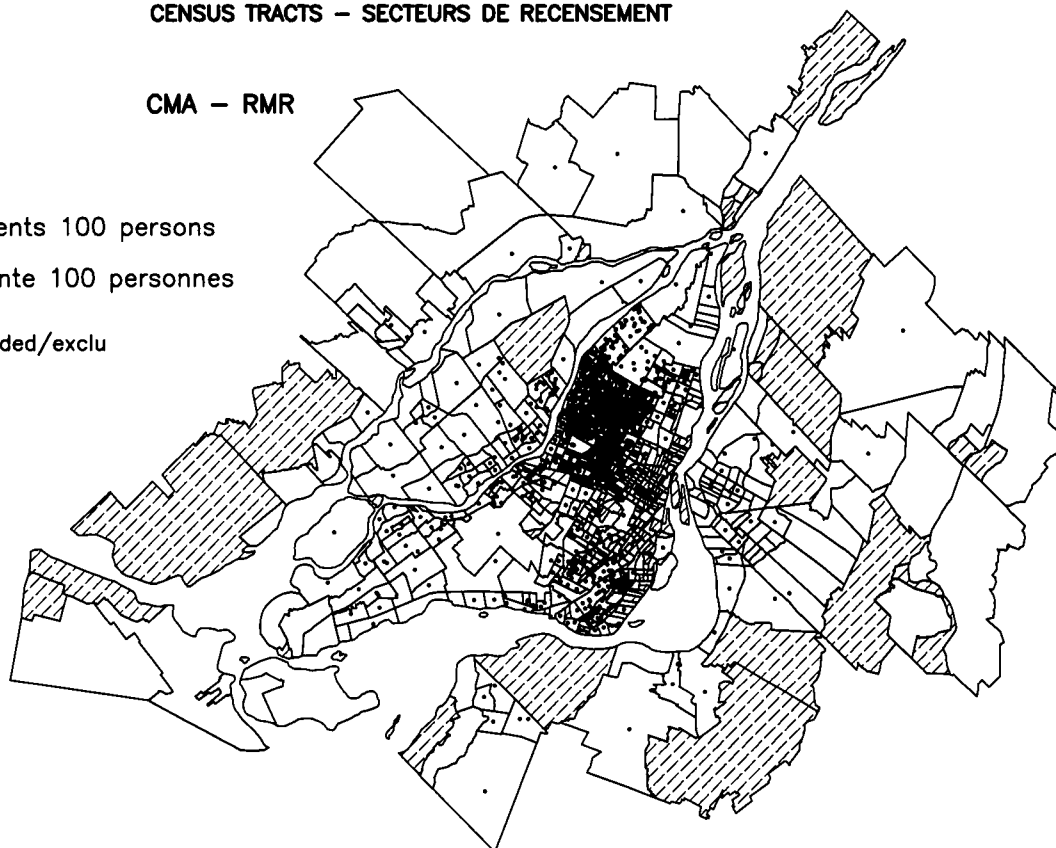 CENSUS TRACTS – SECTEURS DE RECENSEMENT
CMA – RMR
ents 100 persons
nte 100 personnes
ded/exclu